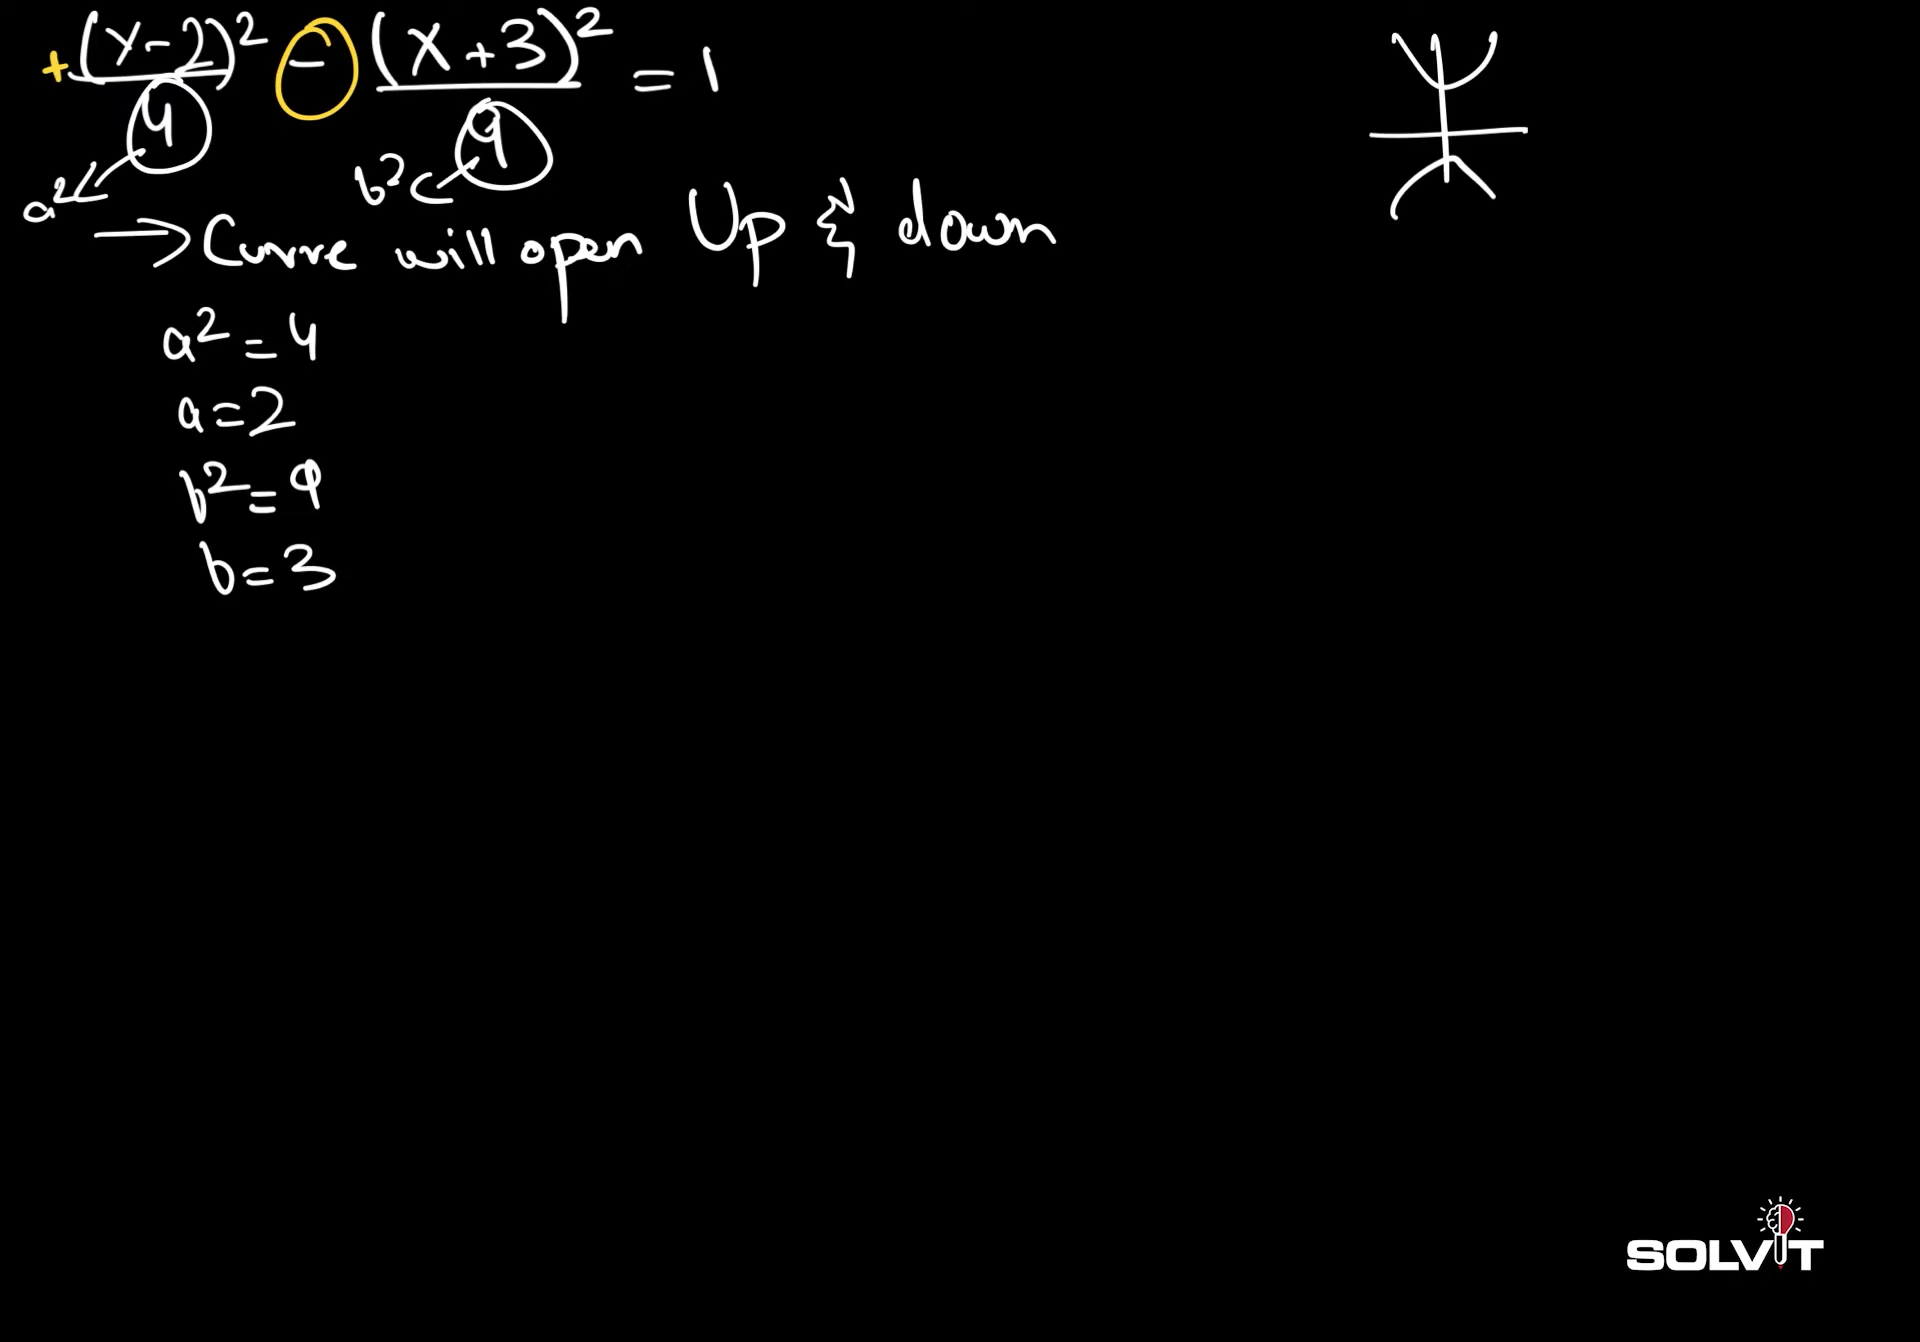 +(y-2)²/4 - (x+3)²/9 = 1
a² b²
→ Curve will open Up & down
a² = 4
a = 2
b² = 9
b = 3
SOLVIT